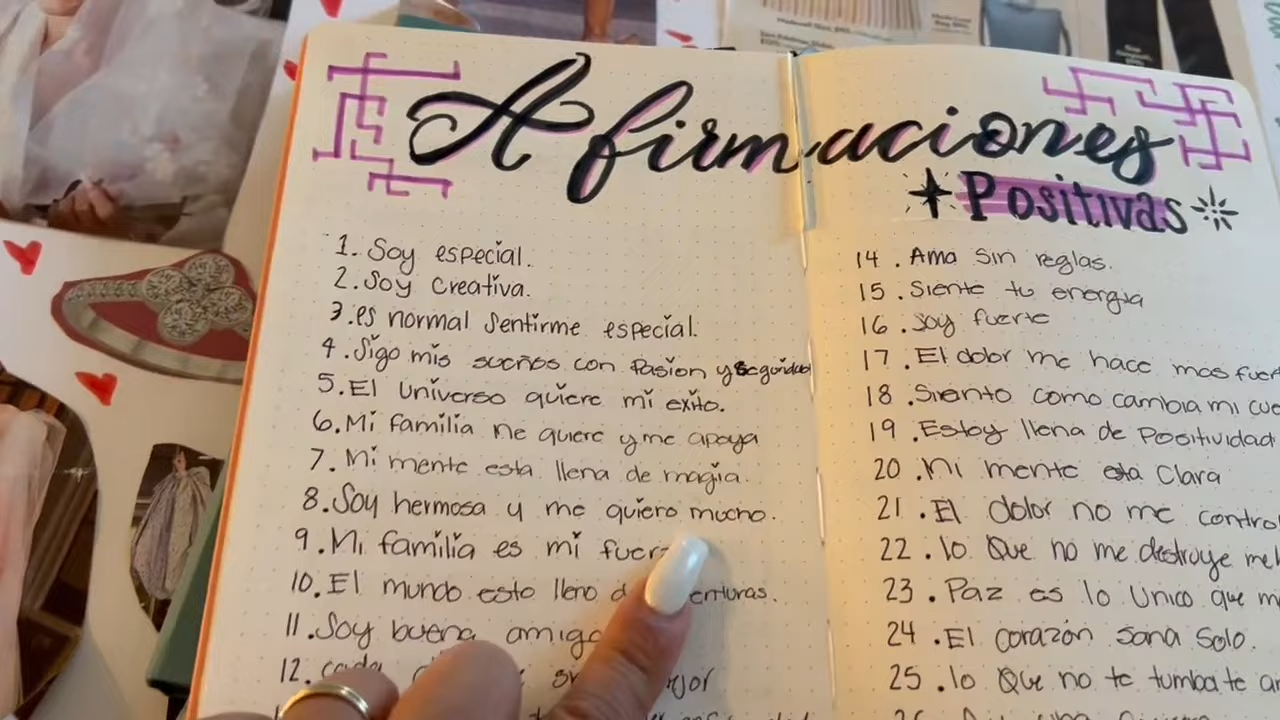 Afirmaciones
Positivas
1. Soy especial.
2. Soy Creativa.
3. es normal Sentirme especial.
4. Sigo mis sueños con Pasion y Seguridad
5. El Universo quiere mi exito.
6. Mi familia me quiere y me apoya
7. Mi mente esta llena de magia.
8. Soy hermosa y me quiero mucho.
9. Mi familia es mi
10. El mundo esto lleno
11. Soy buena amiga
12. cada
14. Ama Sin reglas.
15. Siente tu energia
16. Soy fuerte
17. El dolor me hace mas
18. Siento como cambia mi
19. Estoy llena de Positividad
20. Mi mente esta Clara
21. El dolor no me
22. lo Que no me destruye
23. Paz es lo Unico que
24. El corazón sana Solo.
25. lo Que no te tumba te